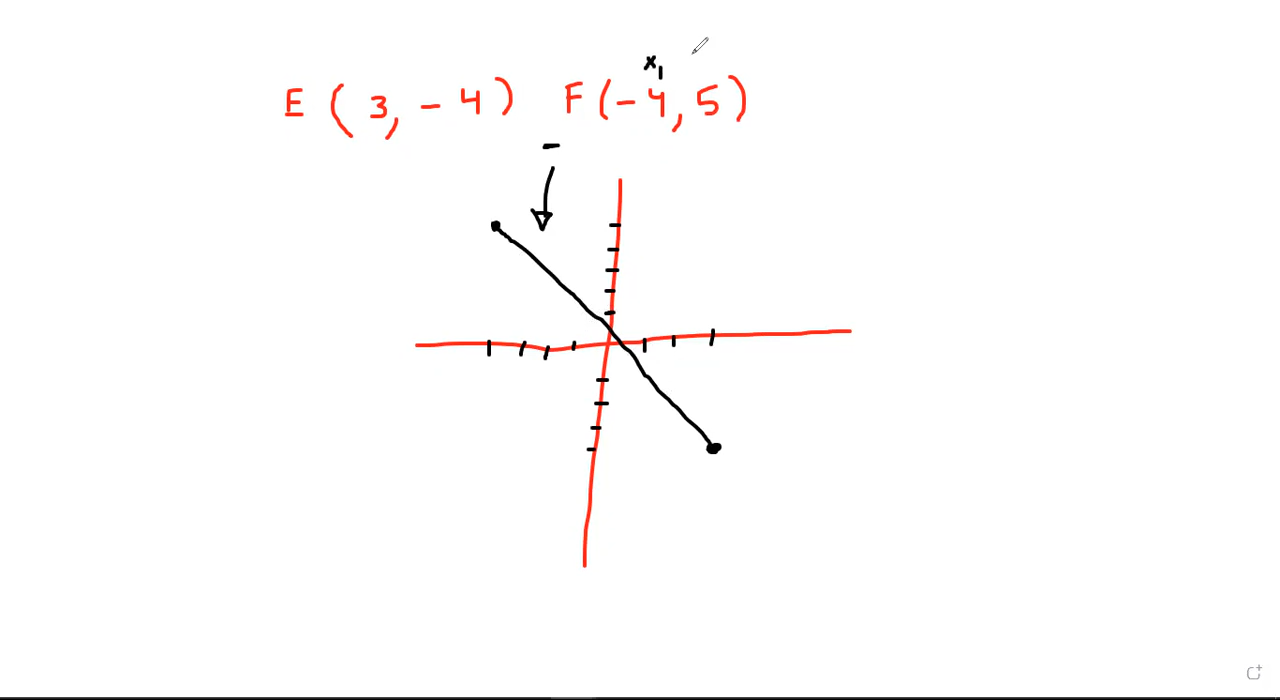 x₁
E ( 3, - 4 ) F ( - 4, 5 )
-